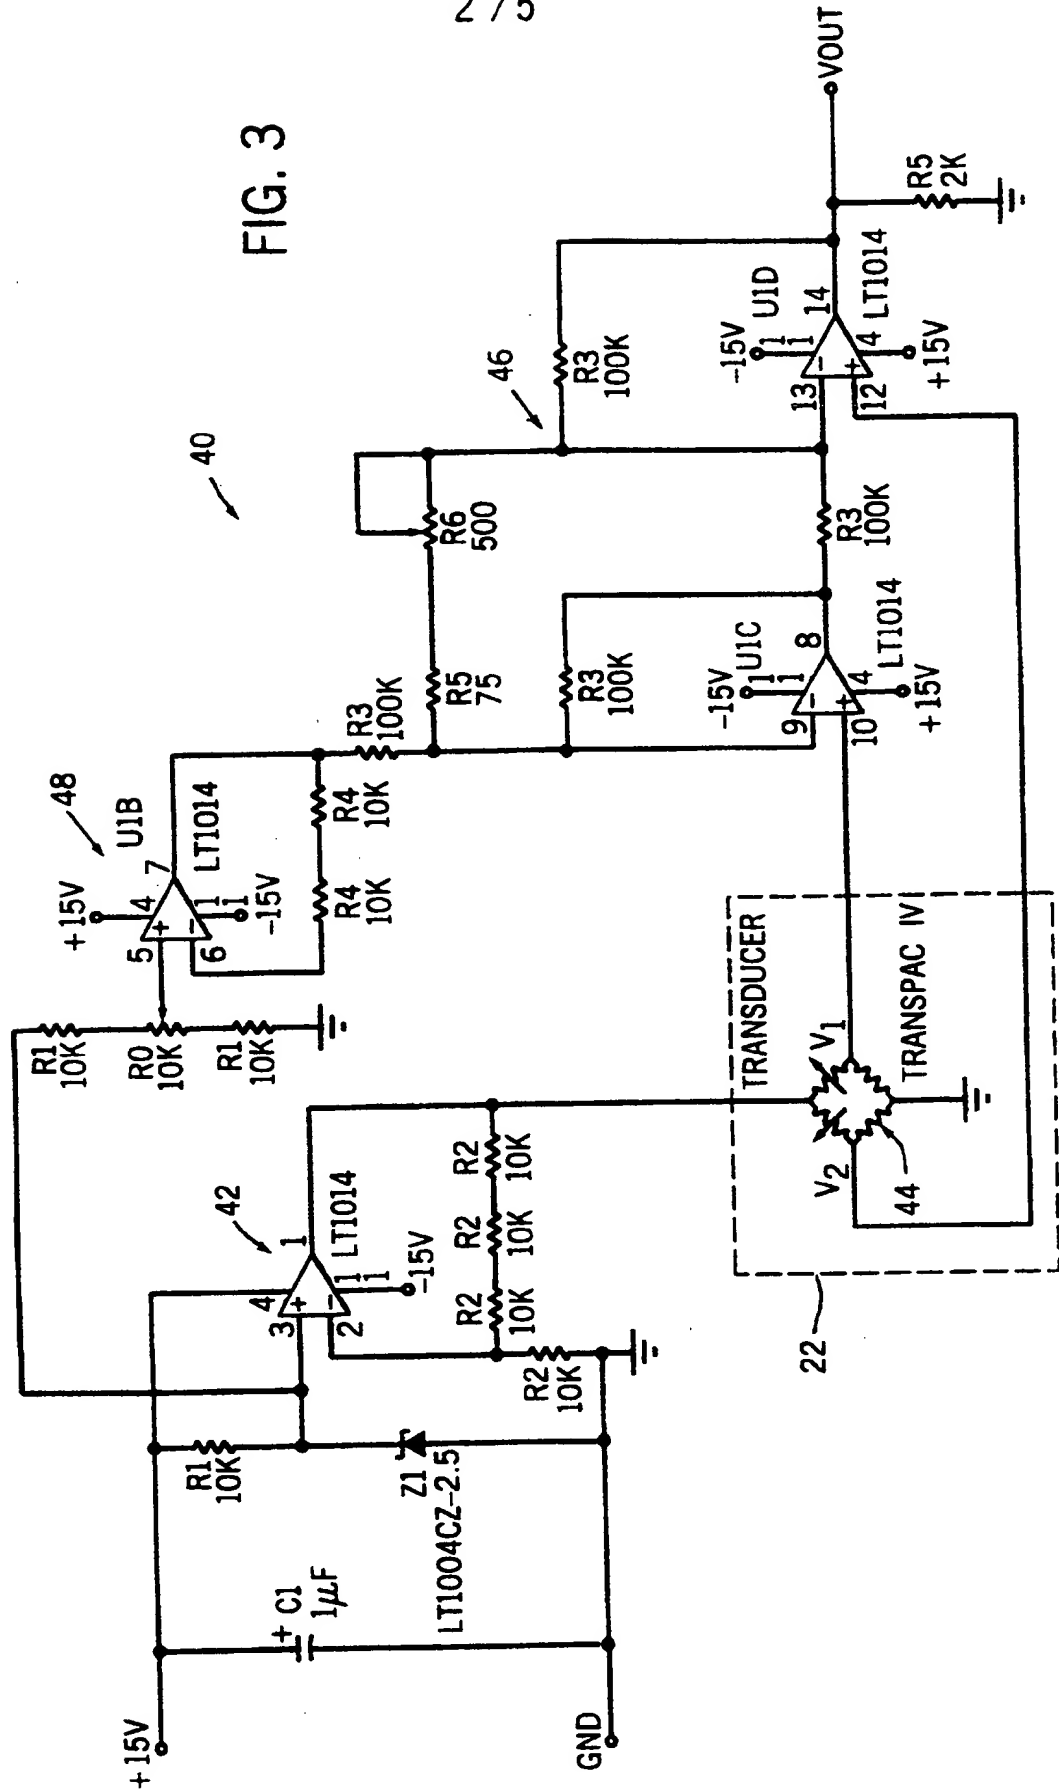 2/5
FIG. 3
40
+15V
GND
+ C1
1µF
R1
10K
Z1
LT1004CZ-2.5
42
3
2
4
+
−
1
11
LT1014
-15V
R2
10K
R2
10K
R2
10K
R2
10K
R1
10K
R0
10K
R1
10K
48
U1B
+15V
5
6
4
+
−
7
11
LT1014
-15V
R4
10K
R4
10K
R3
100K
R5
75
R6
500
46
R3
100K
-15V
11
U1C
9
10
−
+
8
4
LT1014
+15V
R3
100K
R3
100K
-15V
11
U1D
13
12
−
+
14
4
LT1014
+15V
R5
2K
VOUT
TRANSDUCER
TRANSPAC IV
V1
V2
44
22